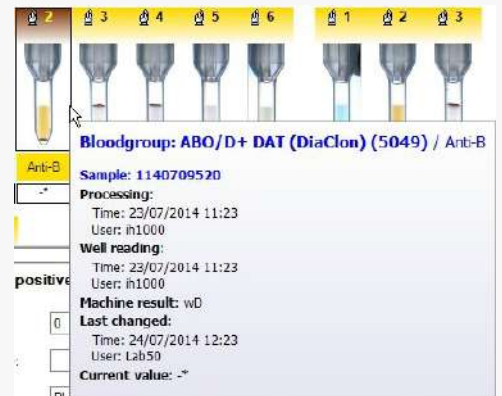 2 3 4 5 6 1 2 3
Bloodgroup: ABO/D+ DAT (DiaClon) (5049) / Anti-B
Anti-B
Sample: 1140709520
-*
Processing:
Time: 23/07/2014 11:23
User: ih1000
Well reading:
Time: 23/07/2014 11:23
User: ih1000
positive
Machine result: wD
Last changed:
0
Time: 24/07/2014 12:23
User: Lab50
Current value: -*